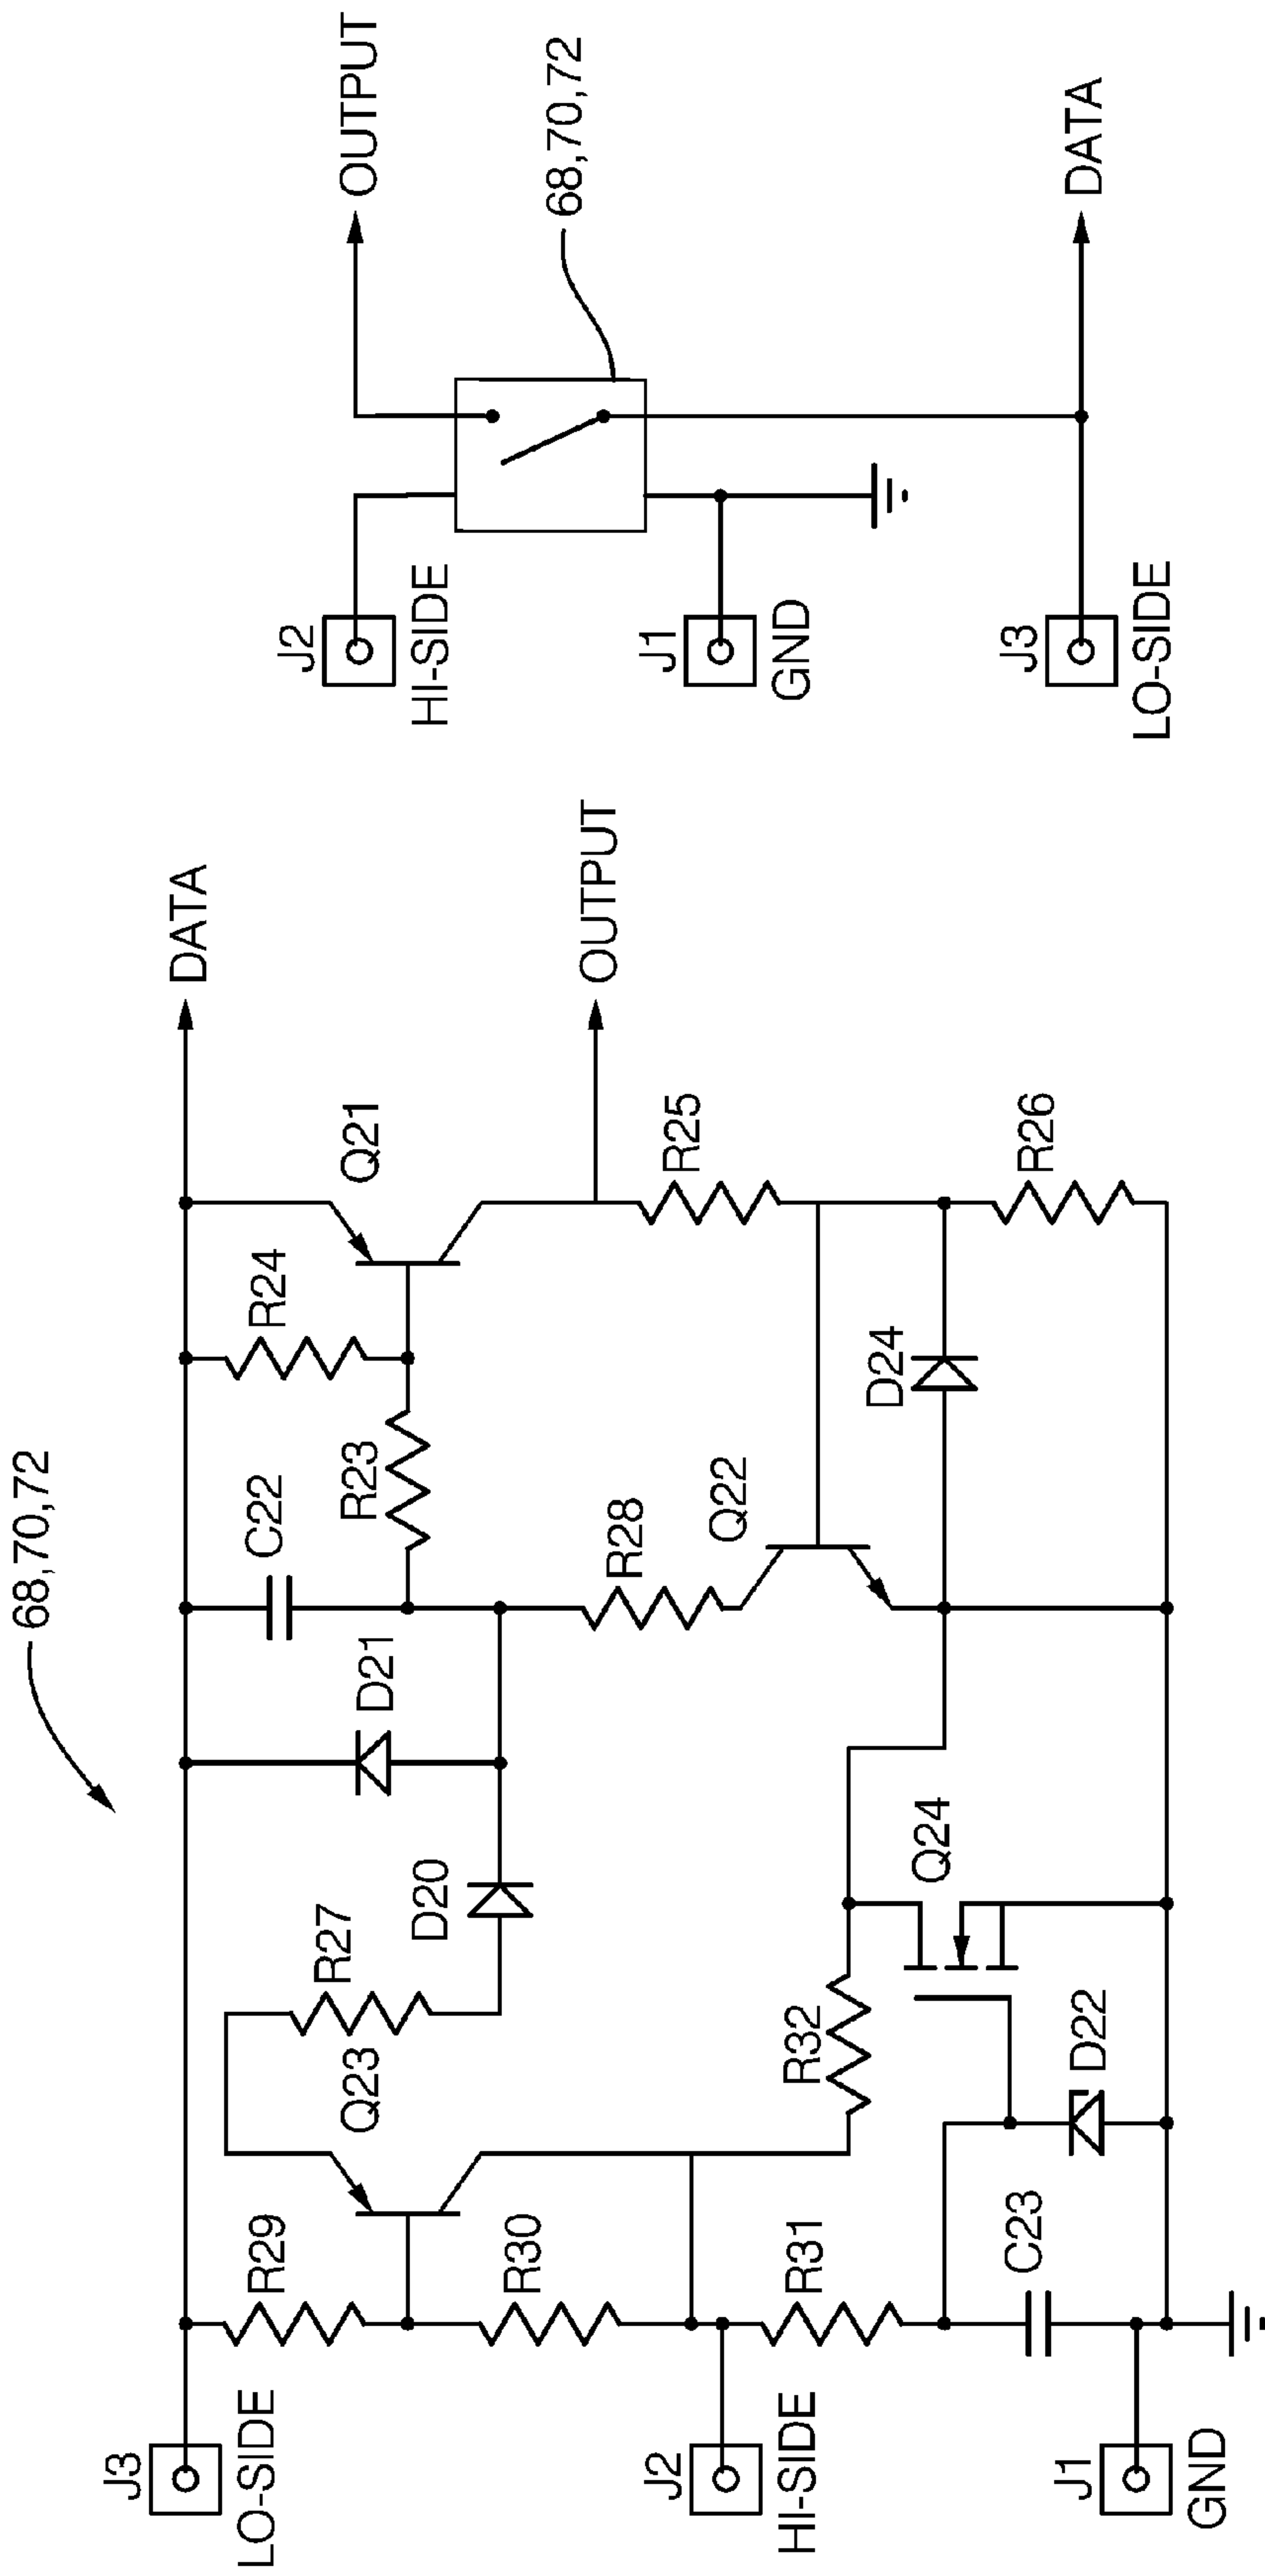 68,70,72
J3
LO-SIDE
R29
Q23
R27
D20
D21
C22
R23
R24
Q21
DATA
R30
J2
HI-SIDE
R31
R32
R28
Q22
D24
R25
OUTPUT
R26
Q24
D22
C23
J1
GND
J2
HI-SIDE
OUTPUT
68,70,72
J1
GND
J3
LO-SIDE
DATA